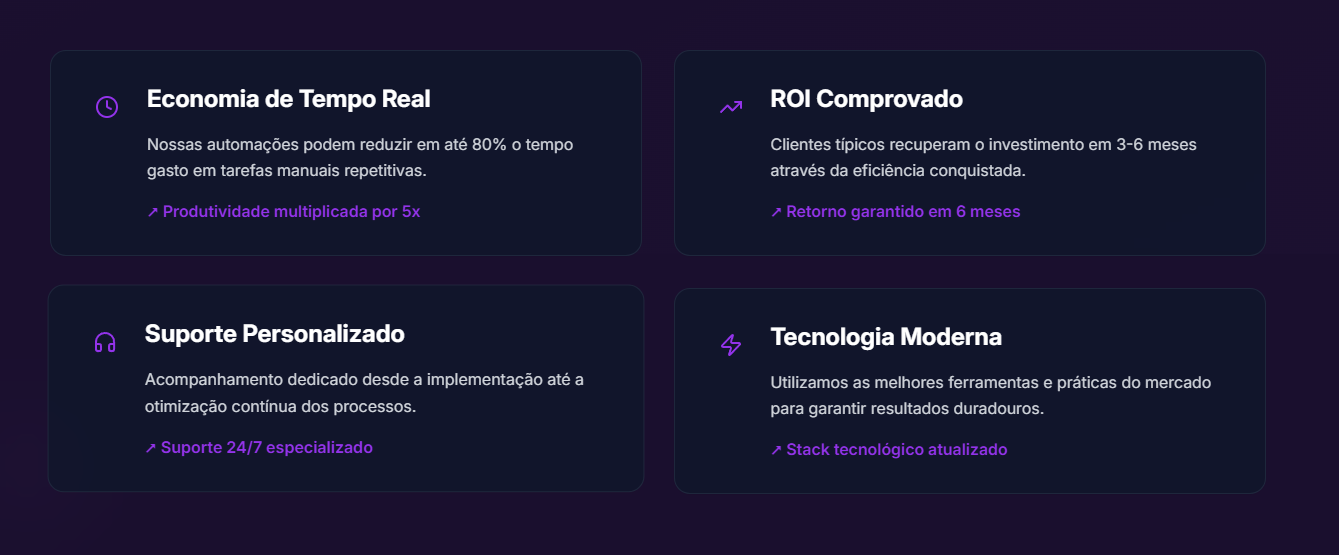 Economia de Tempo Real
Nossas automações podem reduzir em até 80% o tempo
gasto em tarefas manuais repetitivas.
↗ Produtividade multiplicada por 5x
ROI Comprovado
Clientes típicos recuperam o investimento em 3-6 meses
através da eficiência conquistada.
↗ Retorno garantido em 6 meses
Suporte Personalizado
Acompanhamento dedicado desde a implementação até a
otimização contínua dos processos.
↗ Suporte 24/7 especializado
Tecnologia Moderna
Utilizamos as melhores ferramentas e práticas do mercado
para garantir resultados duradouros.
↗ Stack tecnológico atualizado